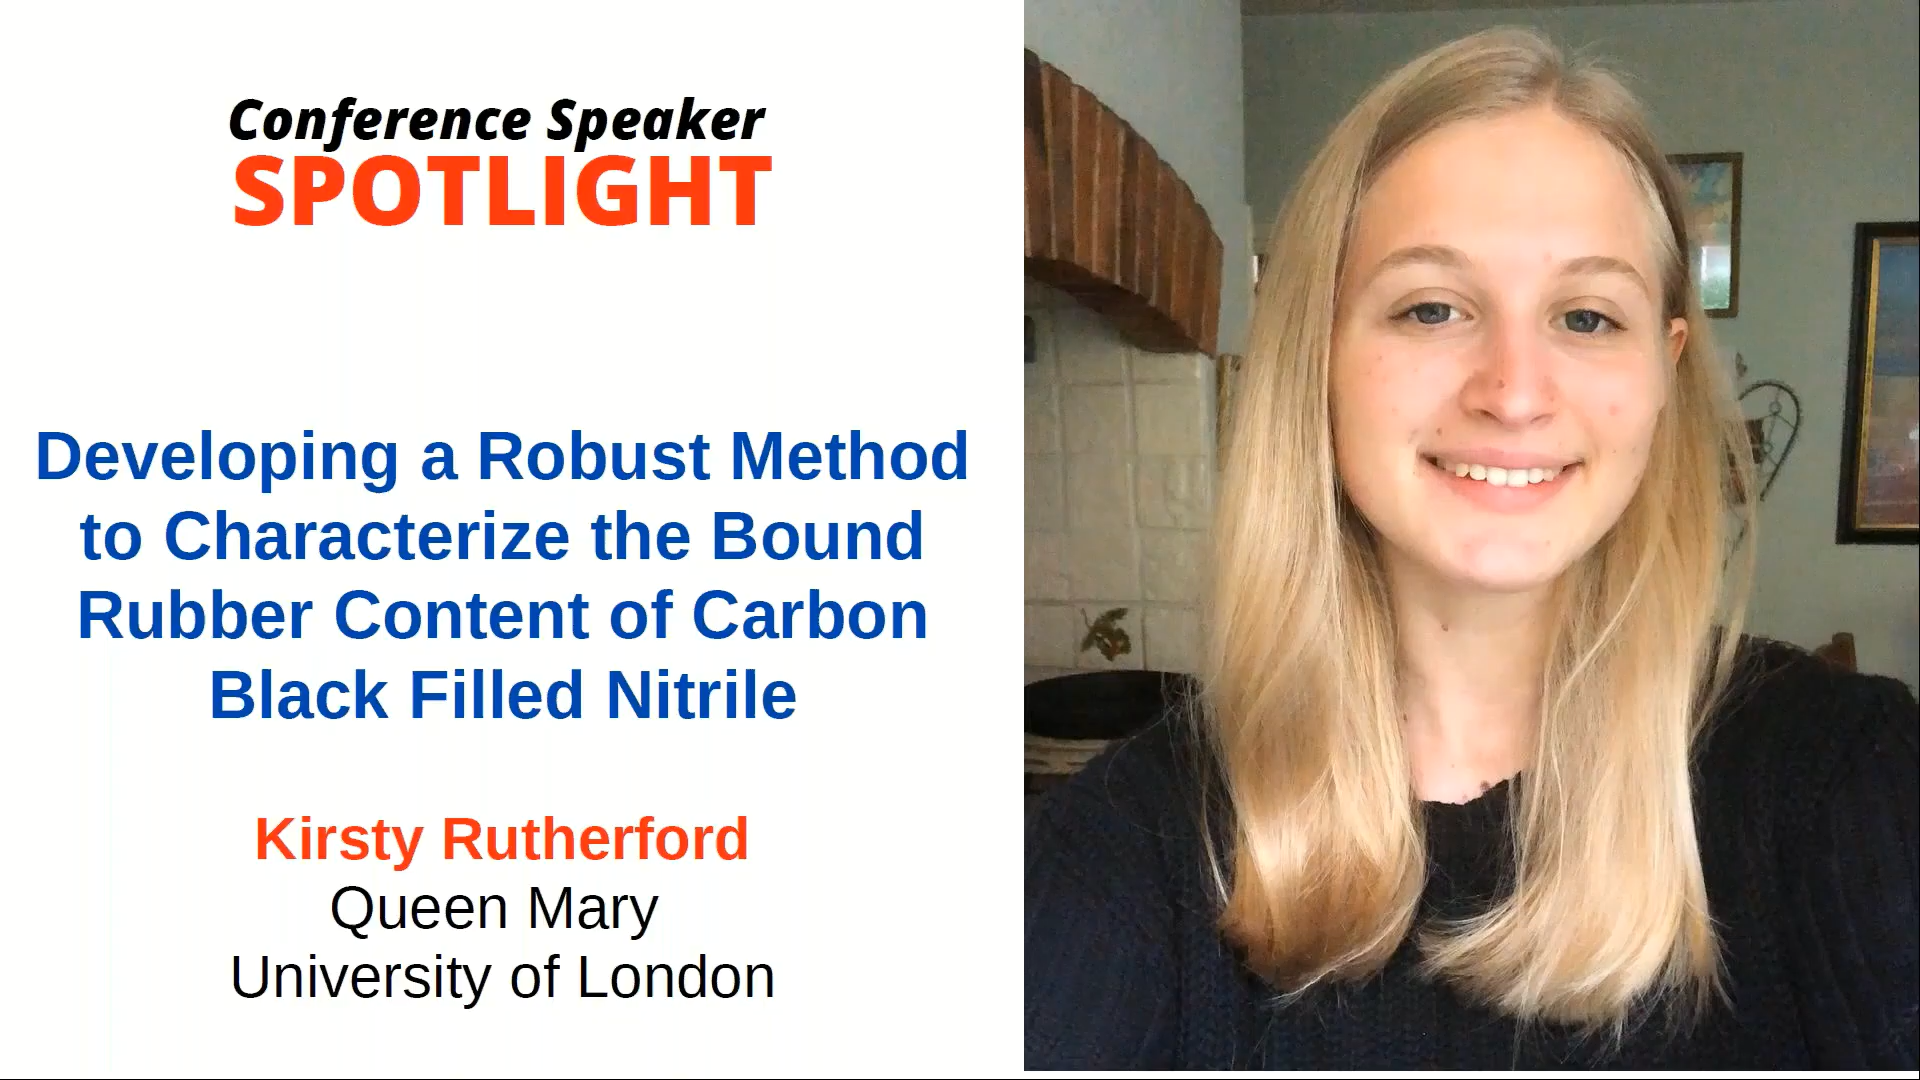 Conference Speaker
SPOTLIGHT
Developing a Robust Method
to Characterize the Bound
Rubber Content of Carbon
Black Filled Nitrile
Kirsty Rutherford
Queen Mary
University of London